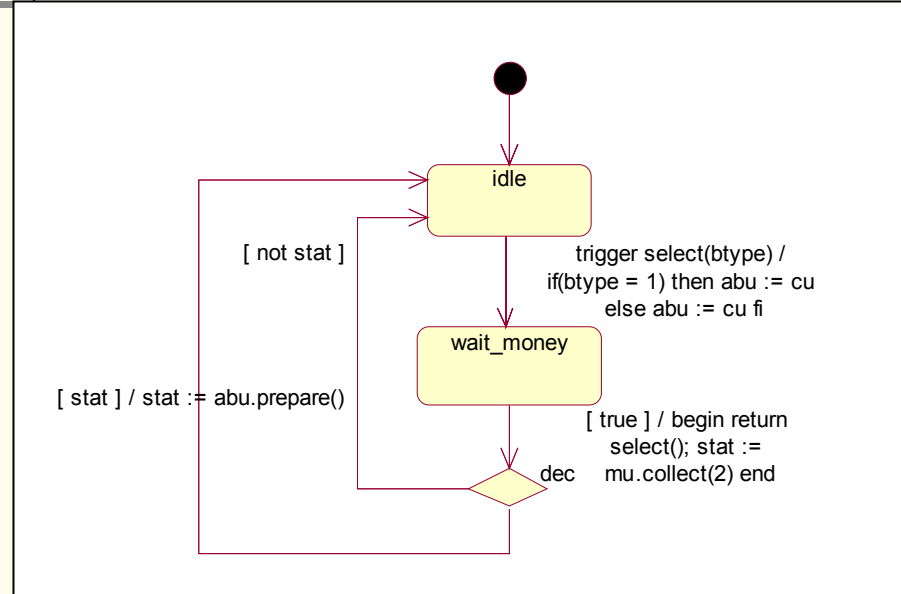 idle
[ not stat ]
trigger select(btype) /
if(btype = 1) then abu := cu
else abu := cu fi
wait_money
[ stat ] / stat := abu.prepare()
[ true ] / begin return
select(); stat :=
mu.collect(2) end
dec